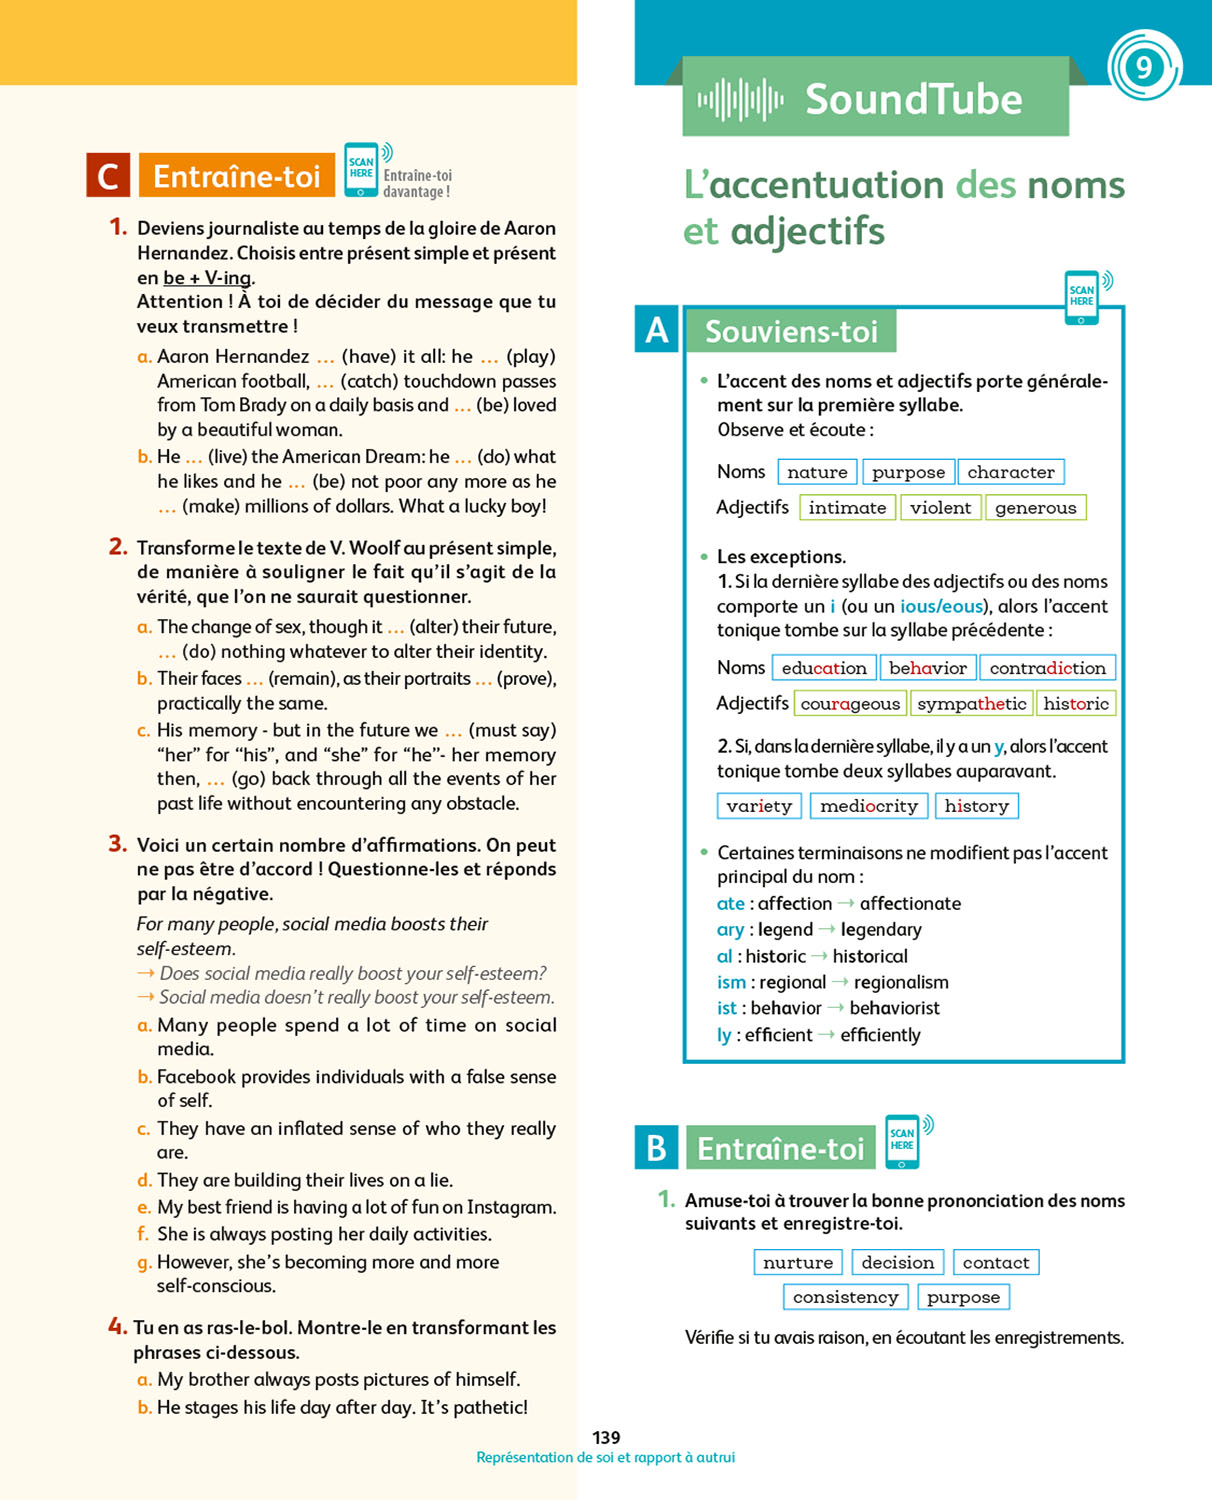 C Entraîne-toi
SCAN
HERE
Entraîne-toi
davantage !
1. Deviens journaliste au temps de la gloire de Aaron
Hernandez. Choisis entre présent simple et présent
en be + V-ing.
Attention ! À toi de décider du message que tu
veux transmettre !
a. Aaron Hernandez ... (have) it all: he ... (play)
American football, ... (catch) touchdown passes
from Tom Brady on a daily basis and ... (be) loved
by a beautiful woman.
b. He ... (live) the American Dream: he ... (do) what
he likes and he ... (be) not poor any more as he
... (make) millions of dollars. What a lucky boy!
2. Transforme le texte de V. Woolf au présent simple,
de manière à souligner le fait qu'il s'agit de la
vérité, que l'on ne saurait questionner.
a. The change of sex, though it ... (alter) their future,
... (do) nothing whatever to alter their identity.
b. Their faces ... (remain), as their portraits ... (prove),
practically the same.
c. His memory - but in the future we ... (must say)
“her” for “his”, and “she” for “he”- her memory
then, ... (go) back through all the events of her
past life without encountering any obstacle.
3. Voici un certain nombre d'affirmations. On peut
ne pas être d'accord ! Questionne-les et réponds
par la négative.
For many people, social media boosts their
self-esteem.
→ Does social media really boost your self-esteem?
→ Social media doesn't really boost your self-esteem.
a. Many people spend a lot of time on social
media.
b. Facebook provides individuals with a false sense
of self.
c. They have an inflated sense of who they really
are.
d. They are building their lives on a lie.
e. My best friend is having a lot of fun on Instagram.
f. She is always posting her daily activities.
g. However, she's becoming more and more
self-conscious.
4. Tu en as ras-le-bol. Montre-le en transformant les
phrases ci-dessous.
a. My brother always posts pictures of himself.
b. He stages his life day after day. It's pathetic!
9
SoundTube
L'accentuation des noms
et adjectifs
SCAN
HERE
A Souviens-toi
• L'accent des noms et adjectifs porte générale-
ment sur la première syllabe.
Observe et écoute :
Noms nature purpose character
Adjectifs intimate violent generous
• Les exceptions.
1. Si la dernière syllabe des adjectifs ou des noms
comporte un i (ou un ious/eous), alors l'accent
tonique tombe sur la syllabe précédente :
Noms education behavior contradiction
Adjectifs courageous sympathetic historic
2. Si, dans la dernière syllabe, il y a un y, alors l'accent
tonique tombe deux syllabes auparavant.
variety mediocrity history
• Certaines terminaisons ne modifient pas l'accent
principal du nom :
ate : affection → affectionate
ary : legend → legendary
al : historic → historical
ism : regional → regionalism
ist : behavior → behaviorist
ly : efficient → efficiently
B Entraîne-toi
SCAN
HERE
1. Amuse-toi à trouver la bonne prononciation des noms
suivants et enregistre-toi.
nurture decision contact
consistency purpose
Vérifie si tu avais raison, en écoutant les enregistrements.
139
Représentation de soi et rapport à autrui